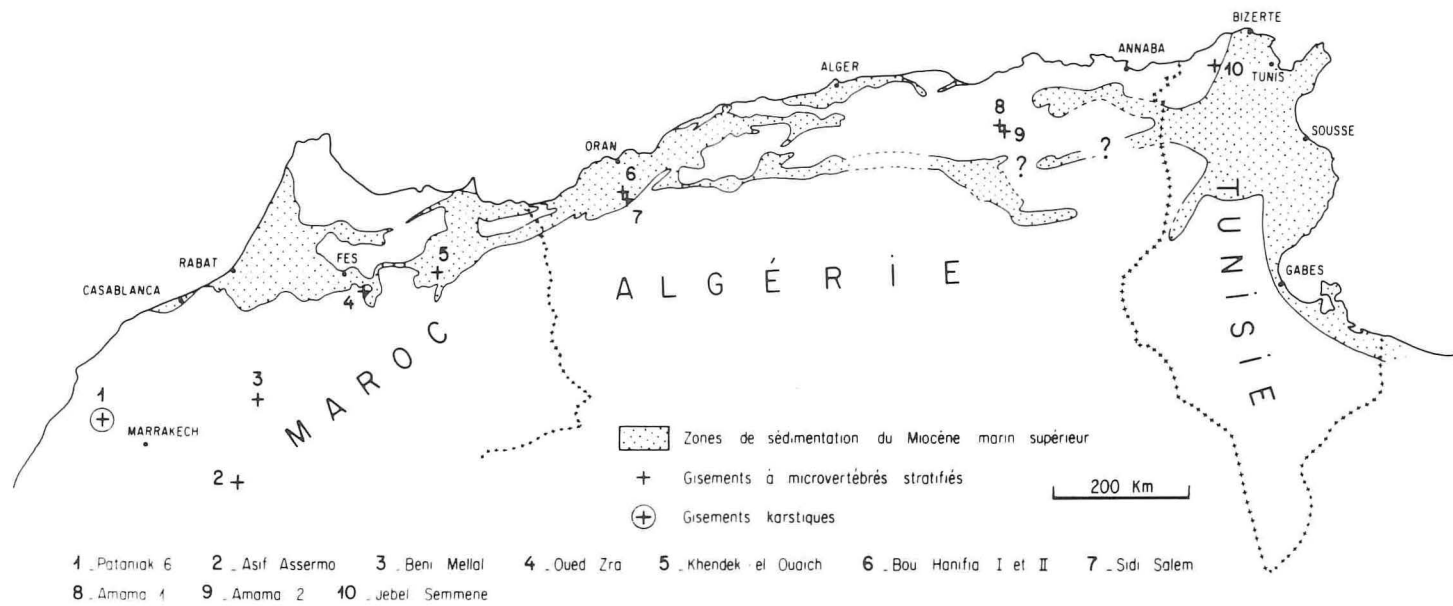 BIZERTE
ANNABA
ALGER
10
TUNIS
8
9
SOUSSE
?
?
ORAN
6
7
TUNİSİE
RABAT
FES
5
CASABLANCA
4
ALGÉRİE
GABES
MAROC
3
1
MARRAKECH
2
Zones de sédimentation du Miocène marin supérieur
Gisements à microvertébrés stratifiés
200 Km
Gisements karstiques
1 _ Pataniak 6 2 _ Asif Assermo 3 _ Beni Mellal 4 _ Oued Zra 5 _ Khendek el Ouaich 6 _ Bou Hanifia I et II 7 _ Sidi Salem
8 _ Amama 1 9 _ Amama 2 10 _ Jebel Semmene